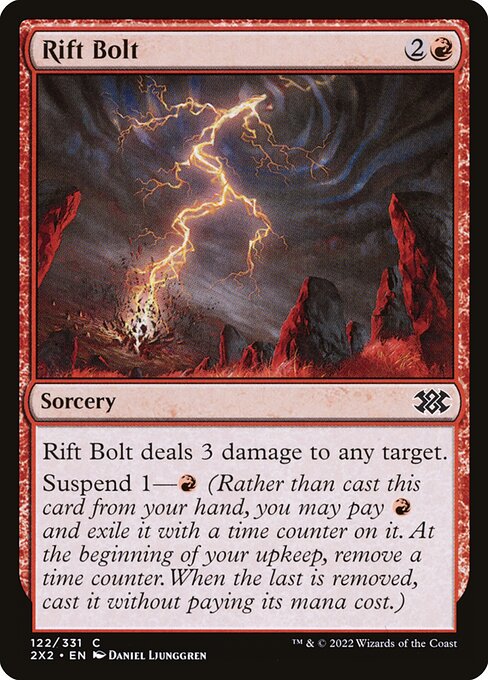 Rift Bolt 2
Sorcery
Rift Bolt deals 3 damage to any target.
Suspend 1— (Rather than cast this
card from your hand, you may pay
and exile it with a time counter on it. At
the beginning of your upkeep, remove a
time counter. When the last is removed,
cast it without paying its mana cost.)
122/331 C
2X2 • EN Daniel Ljunggren
™ & © 2022 Wizards of the Coast